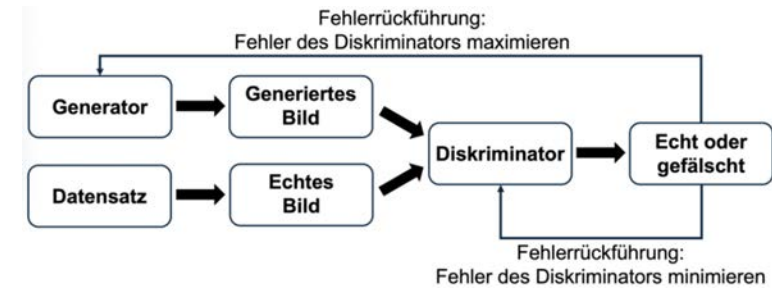 Fehlerrückführung:
Fehler des Diskriminators maximieren
Generator
Generiertes
Bild
Diskriminator
Echt oder
gefälscht
Datensatz
Echtes
Bild
Fehlerrückführung:
Fehler des Diskriminators minimieren